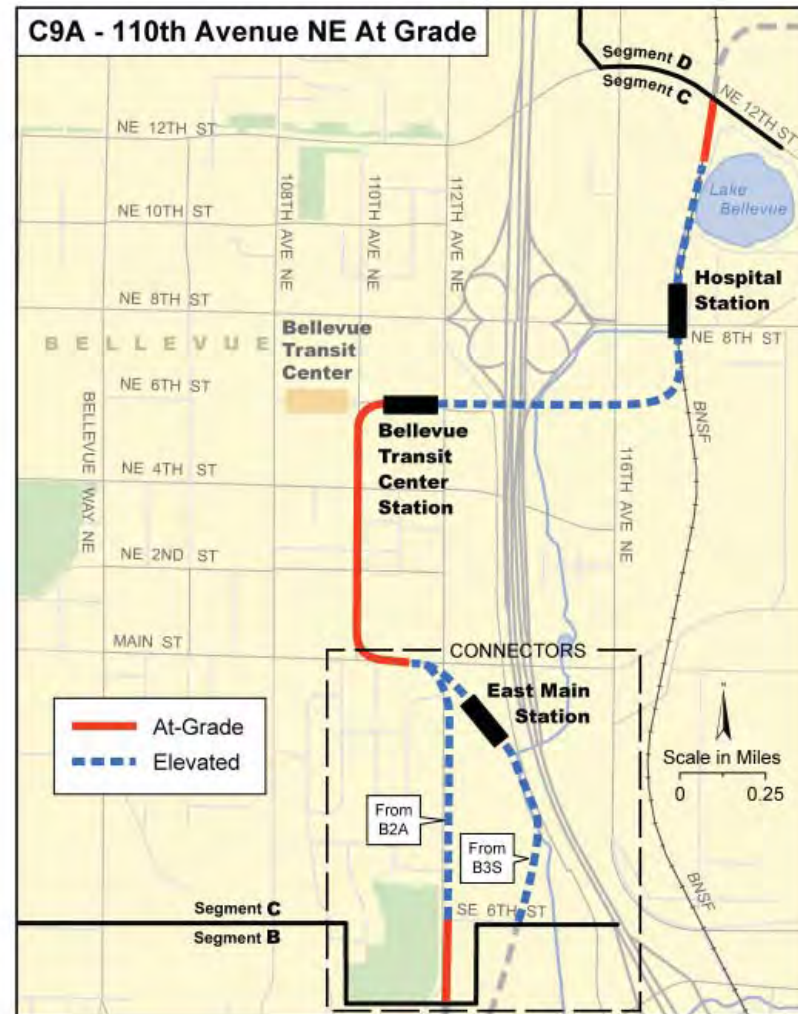 C9A - 110th Avenue NE At Grade
Segment D
Segment C
NE 12TH ST
NE 12TH ST
108TH AVE NE
110TH AVE NE
112TH AVE NE
Lake
Bellevue
NE 10TH ST
Hospital
Station
NE 8TH ST
NE 8TH ST
BELLEVUE
Bellevue
Transit
Center
NE 6TH ST
BNSF
BELLEVUE WAY NE
Bellevue
Transit
Center
Station
NE 4TH ST
116TH AVE NE
NE 2ND ST
MAIN ST
CONNECTORS
East Main
Station
At-Grade
Elevated
N
Scale in Miles
0 0.25
From
B2A
From
B3S
BNSF
Segment C
Segment B
SE 6TH ST